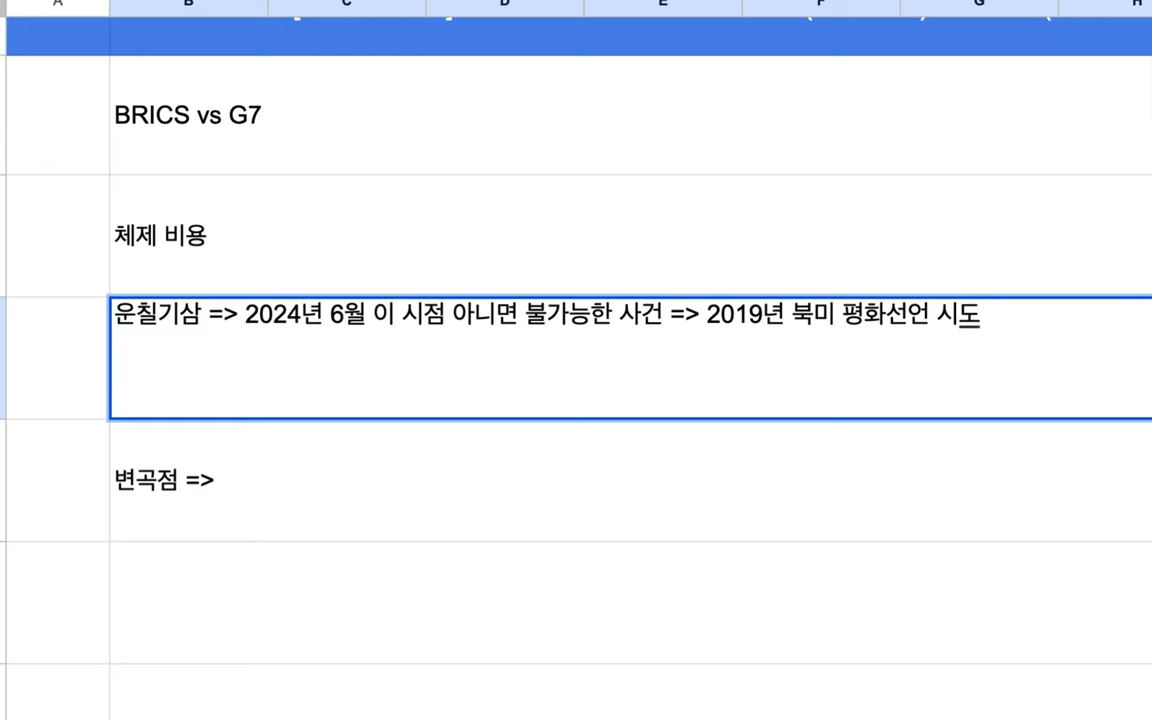 A B C D E F G H
BRICS vs G7
체제 비용
운칠기삼 => 2024년 6월 이 시점 아니면 불가능한 사건 => 2019년 북미 평화선언 시도
변곡점 =>